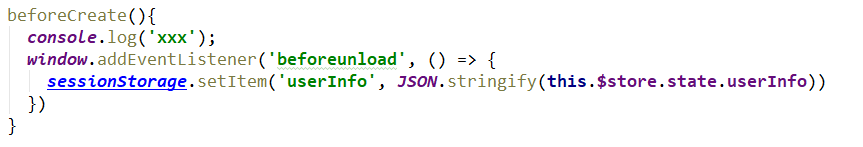 beforeCreate(){
  console.log('xxx');
  window.addEventListener('beforeunload', () => {
    sessionStorage.setItem('userInfo', JSON.stringify(this.$store.state.userInfo))
  })
}